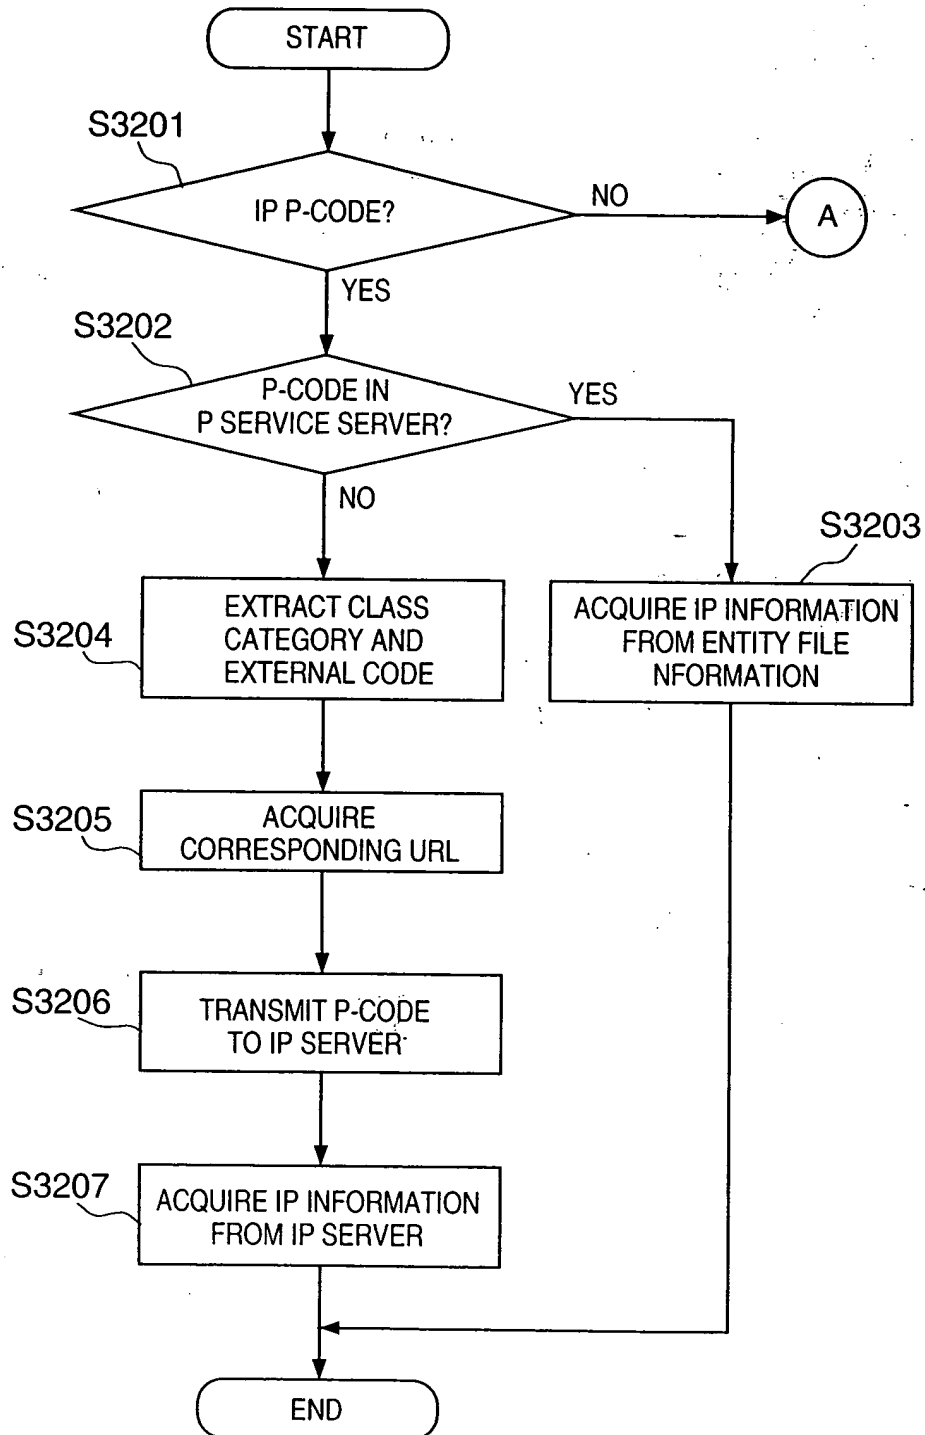 START
S3201
IP P-CODE?
NO
A
YES
S3202
P-CODE IN
P SERVICE SERVER?
YES
NO
S3203
ACQUIRE IP INFORMATION
FROM ENTITY FILE
NFORMATION
S3204
EXTRACT CLASS
CATEGORY AND
EXTERNAL CODE
S3205
ACQUIRE
CORRESPONDING URL
S3206
TRANSMIT P-CODE
TO IP SERVER
S3207
ACQUIRE IP INFORMATION
FROM IP SERVER
END